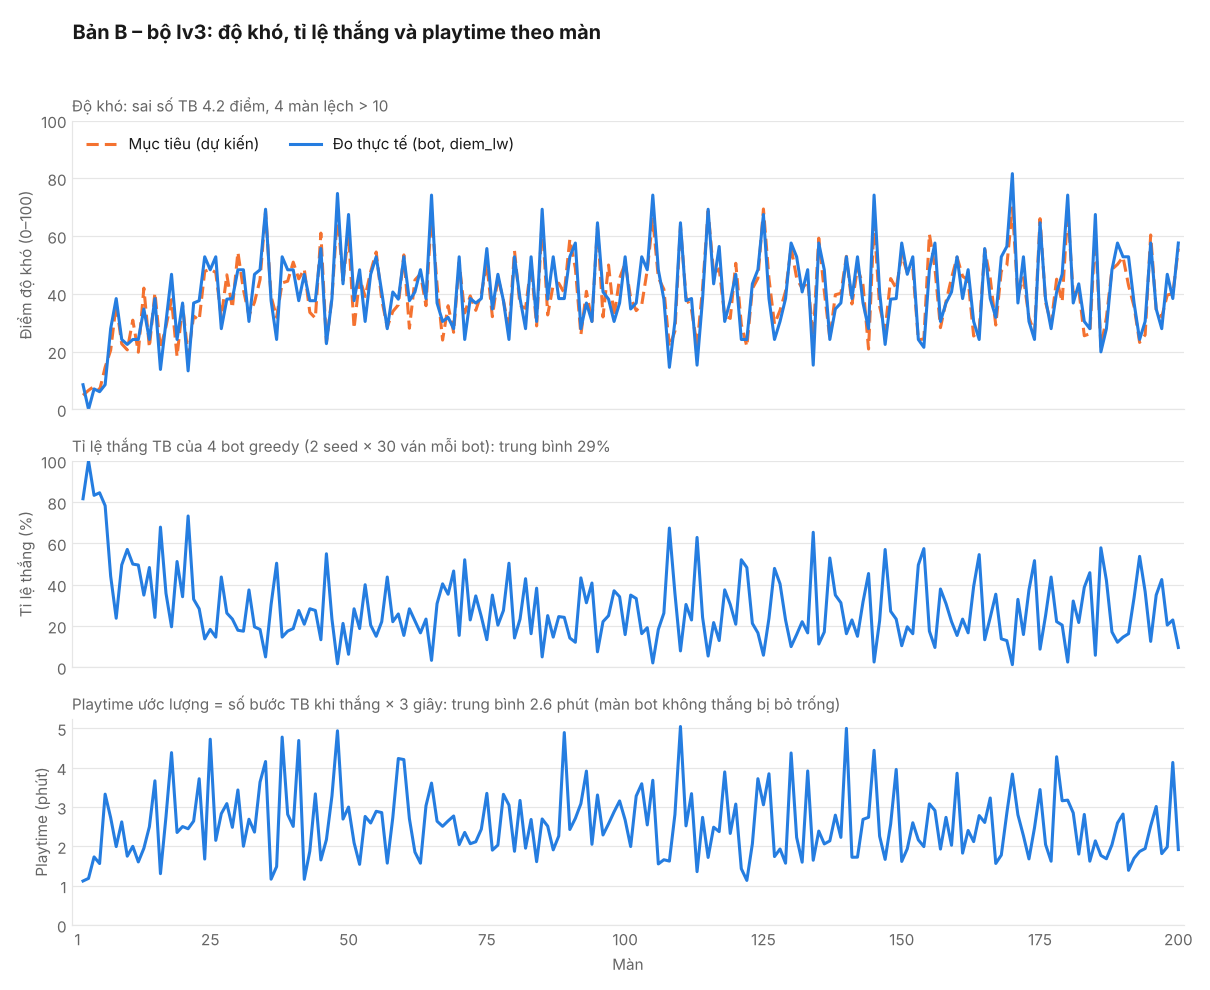 Bản B – bộ lv3: độ khó, tỉ lệ thắng và playtime theo màn
Độ khó: sai số TB 4.2 điểm, 4 màn lệch > 10
Mục tiêu (dự kiến)
Đo thực tế (bot, diem_lw)
Điểm độ khó (0–100)
100
80
60
40
20
0
Tỉ lệ thắng TB của 4 bot greedy (2 seed × 30 ván mỗi bot): trung bình 29%
Tỉ lệ thắng (%)
100
80
60
40
20
0
Playtime ước lượng = số bước TB khi thắng × 3 giây: trung bình 2.6 phút (màn bot không thắng bị bỏ trống)
Playtime (phút)
5
4
3
2
1
0
1 25 50 75 100 125 150 175 200
Màn